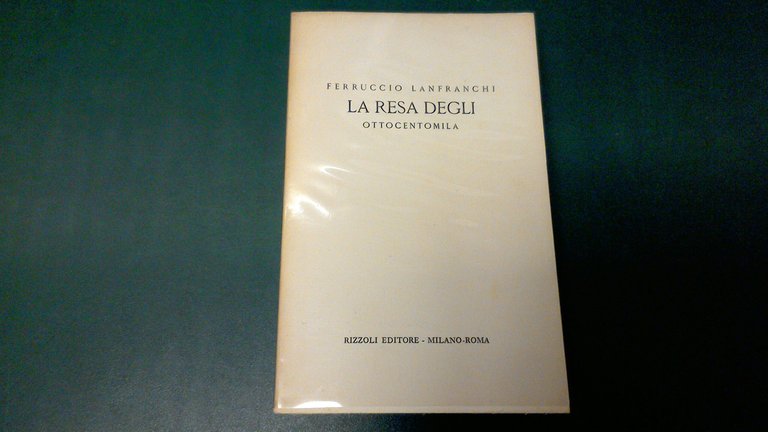 FERRUCCIO LANFRANCHI
LA RESA DEGLI
OTTOCENTOMILA
RIZZOLI EDITORE - MILANO-ROMA